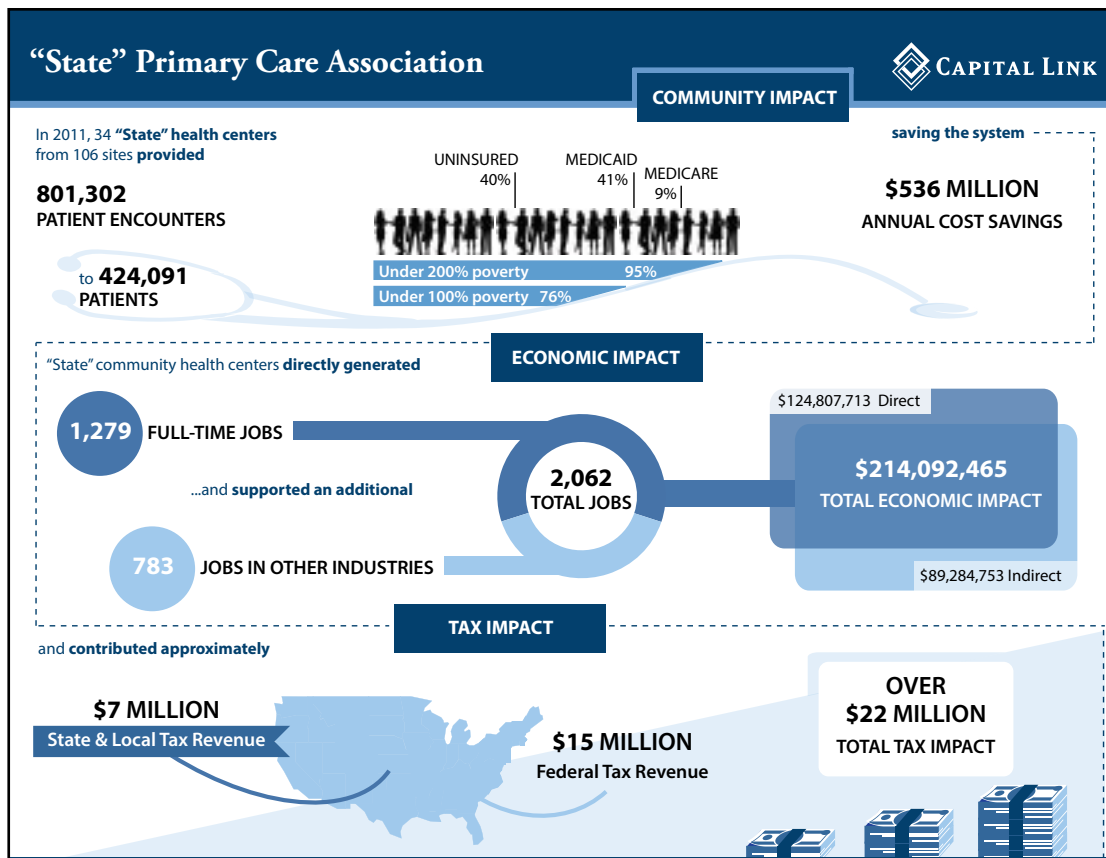 “State” Primary Care Association
CAPITAL LINK
COMMUNITY IMPACT
In 2011, 34 “State” health centers
from 106 sites provided
801,302
PATIENT ENCOUNTERS
to 424,091
PATIENTS
UNINSURED
40%
MEDICAID
41%
MEDICARE
9%
Under 200% poverty 95%
Under 100% poverty 76%
saving the system
$536 MILLION
ANNUAL COST SAVINGS
ECONOMIC IMPACT
“State” community health centers directly generated
1,279 FULL-TIME JOBS
...and supported an additional
783 JOBS IN OTHER INDUSTRIES
2,062
TOTAL JOBS
$124,807,713 Direct
$214,092,465
TOTAL ECONOMIC IMPACT
$89,284,753 Indirect
TAX IMPACT
and contributed approximately
$7 MILLION
State & Local Tax Revenue
$15 MILLION
Federal Tax Revenue
OVER
$22 MILLION
TOTAL TAX IMPACT